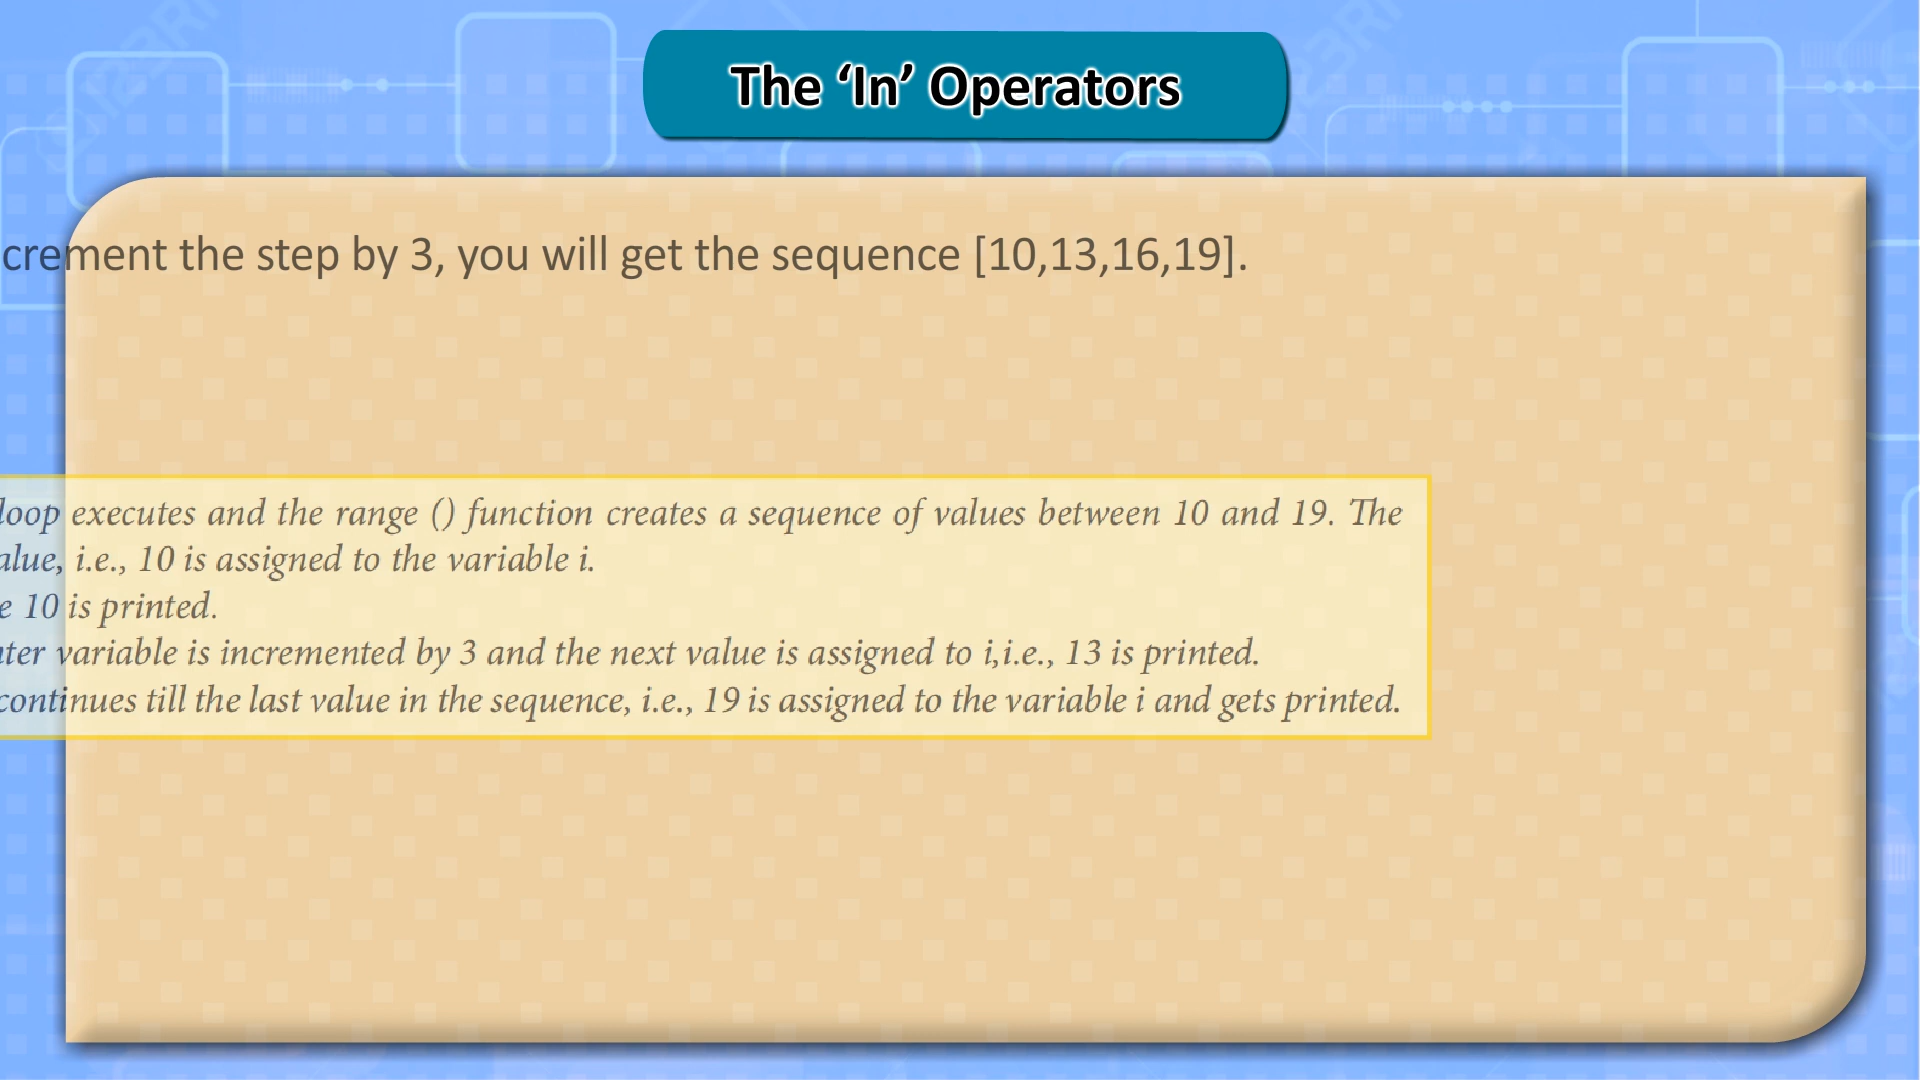 The ‘In’ Operators
crement the step by 3, you will get the sequence [10,13,16,19].
loop executes and the range () function creates a sequence of values between 10 and 19. The
alue, i.e., 10 is assigned to the variable i.
e 10 is printed.
ter variable is incremented by 3 and the next value is assigned to i,i.e., 13 is printed.
continues till the last value in the sequence, i.e., 19 is assigned to the variable i and gets printed.